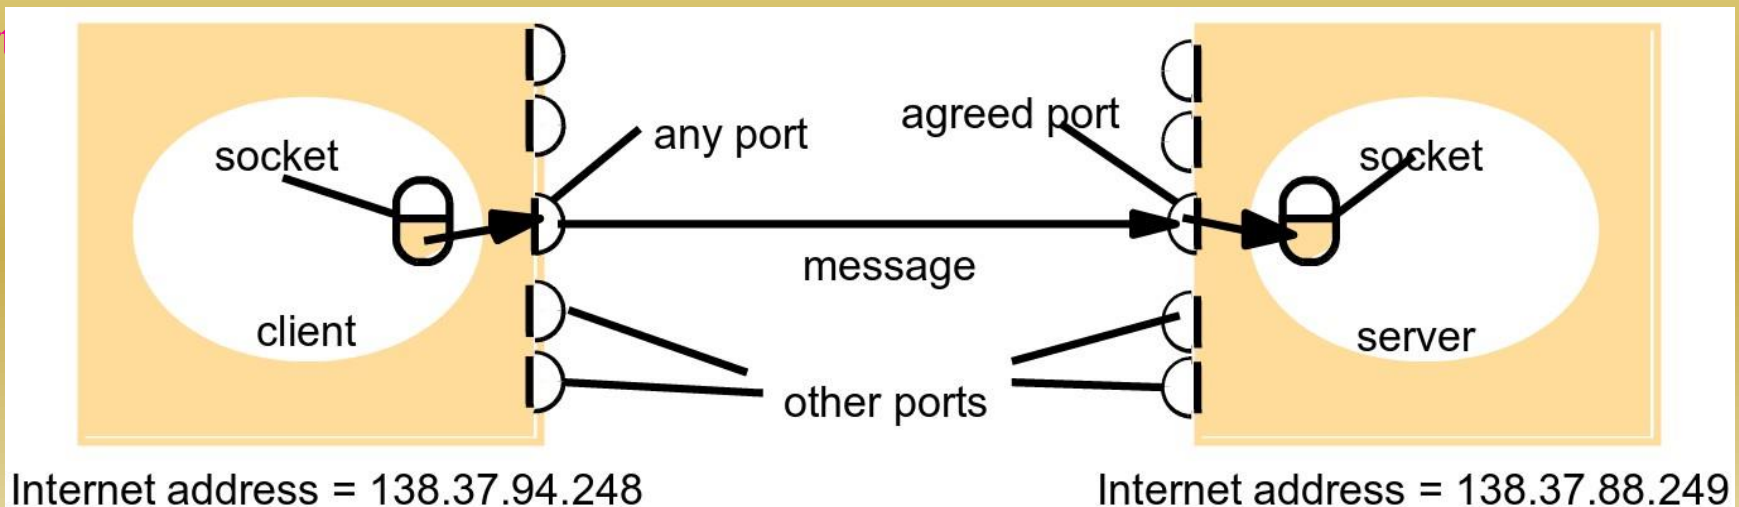 agreed port
any port
socket
socket
message
client
server
other ports
Internet address = 138.37.94.248
Internet address = 138.37.88.249